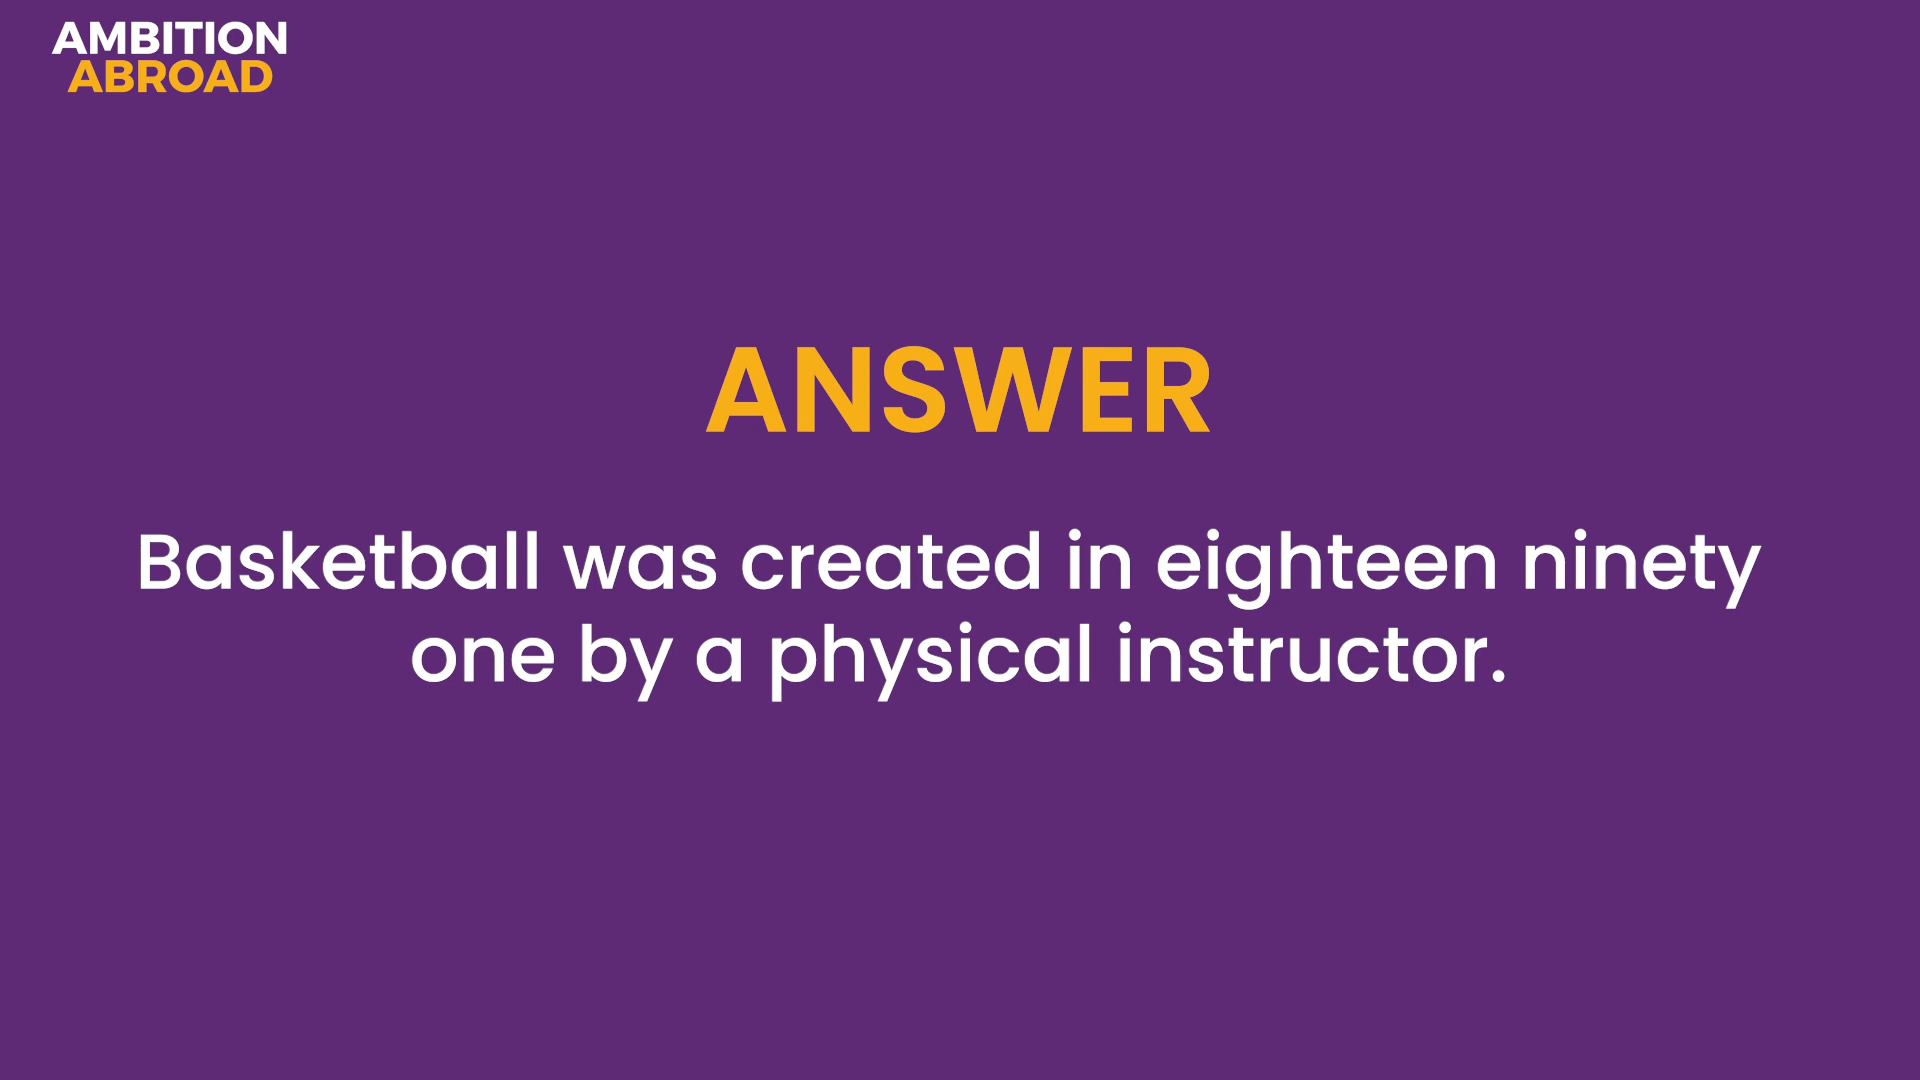 AMBITION
ABROAD
ANSWER
Basketball was created in eighteen ninety
one by a physical instructor.